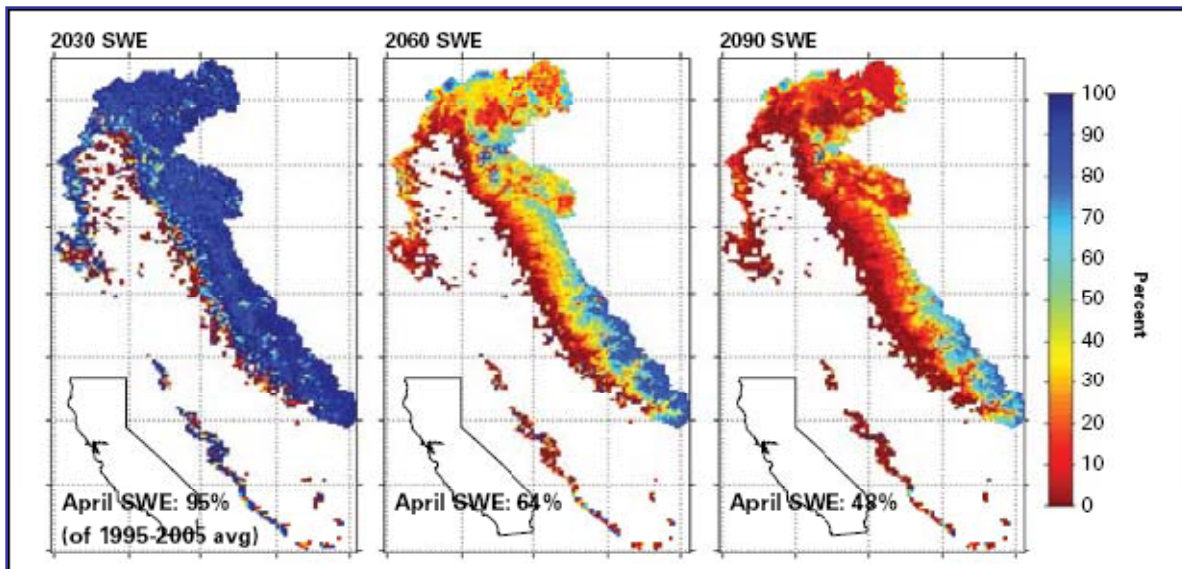 2030 SWE
2060 SWE
2090 SWE
100
90
80
70
60
50
40
30
20
10
0
Percent
April SWE: 95%
(of 1995-2005 avg)
April SWE: 64%
April SWE: 48%